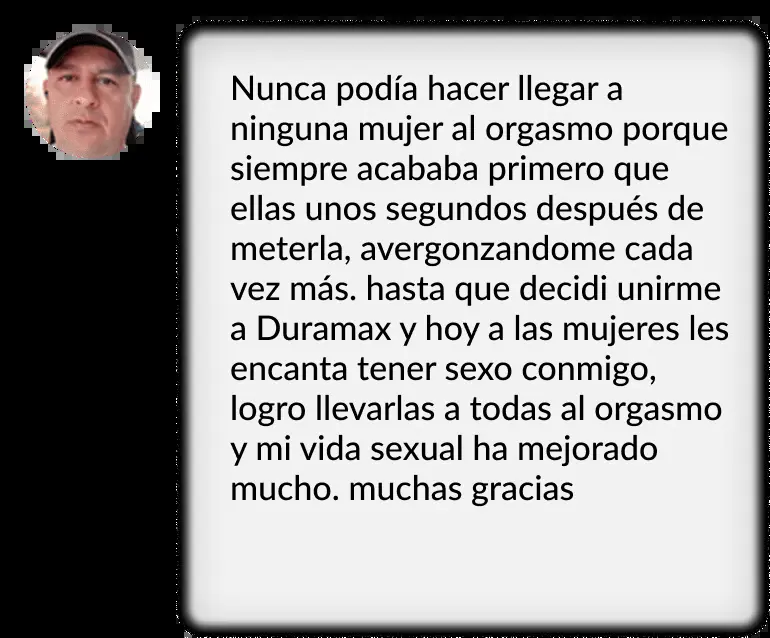 Nunca podía hacer llegar a
ninguna mujer al orgasmo porque
siempre acababa primero que
ellas unos segundos después de
meterla, avergonzandome cada
vez más. hasta que decidi unirme
a Duramax y hoy a las mujeres les
encanta tener sexo conmigo,
logro llevarlas a todas al orgasmo
y mi vida sexual ha mejorado
mucho. muchas gracias